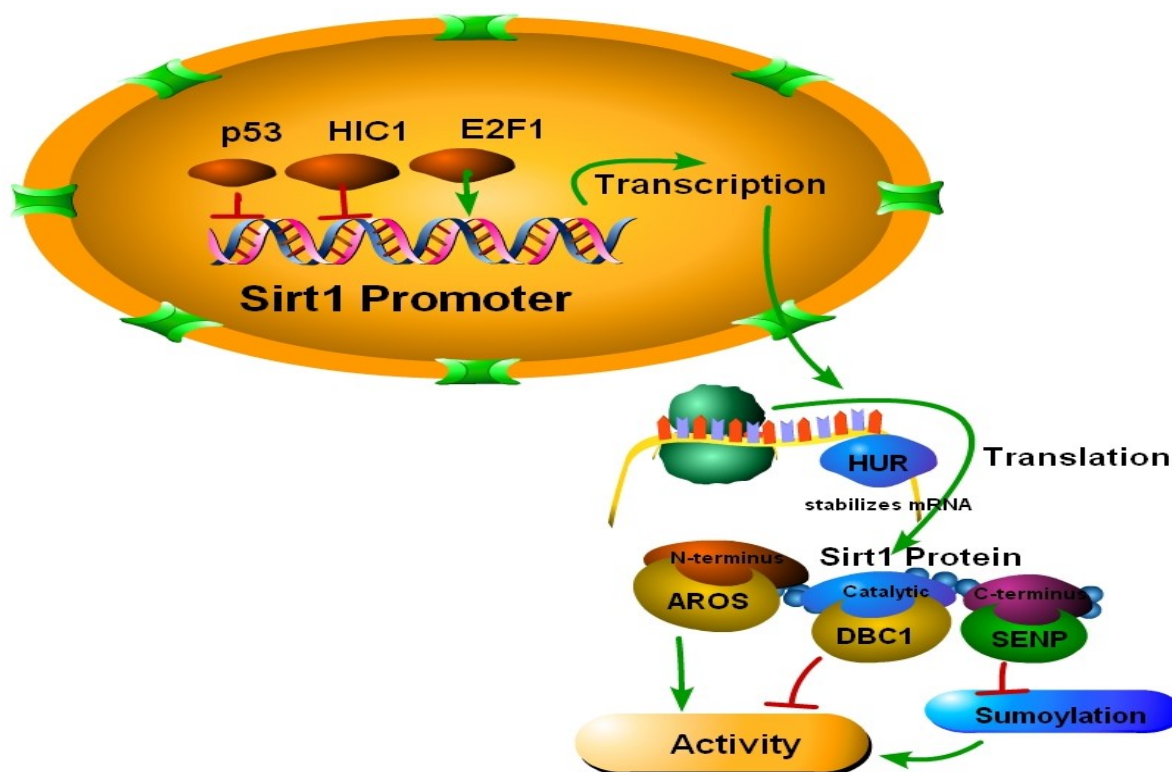 p53
HIC1
E2F1
Transcription
Sirt1 Promoter
HUR
Translation
stabilizes mRNA
N-terminus
Sirt1 Protein
AROS
Catalytic
C-terminus
DBC1
SENP
Sumoylation
Activity